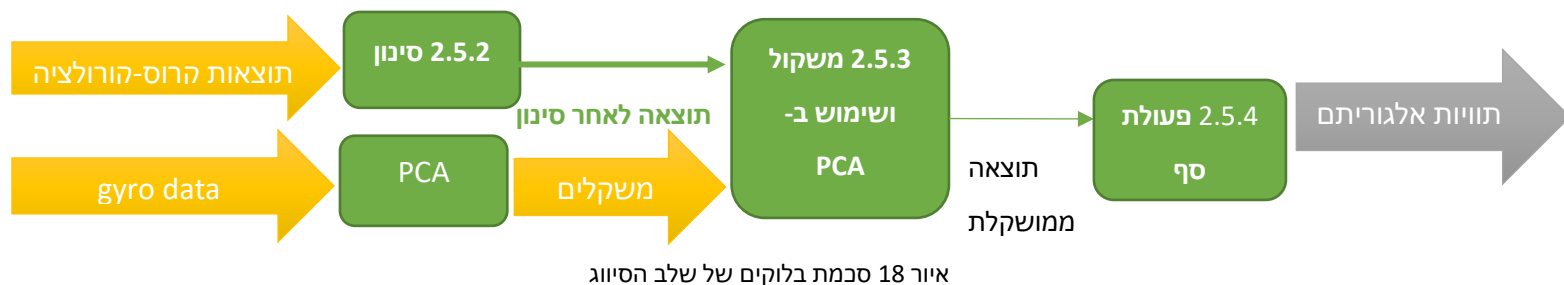 תוצאות קרוס-קורולציה
2.5.2 סינון
תוצאה לאחר סינון
gyro data
PCA
משקלים
2.5.3 משקול
ושימוש ב-
PCA
תוצאה
ממושקלת
2.5.4 פעולת
סף
תוויות אלגוריתם
איור 18 סכמת בלוקים של שלב הסיווג